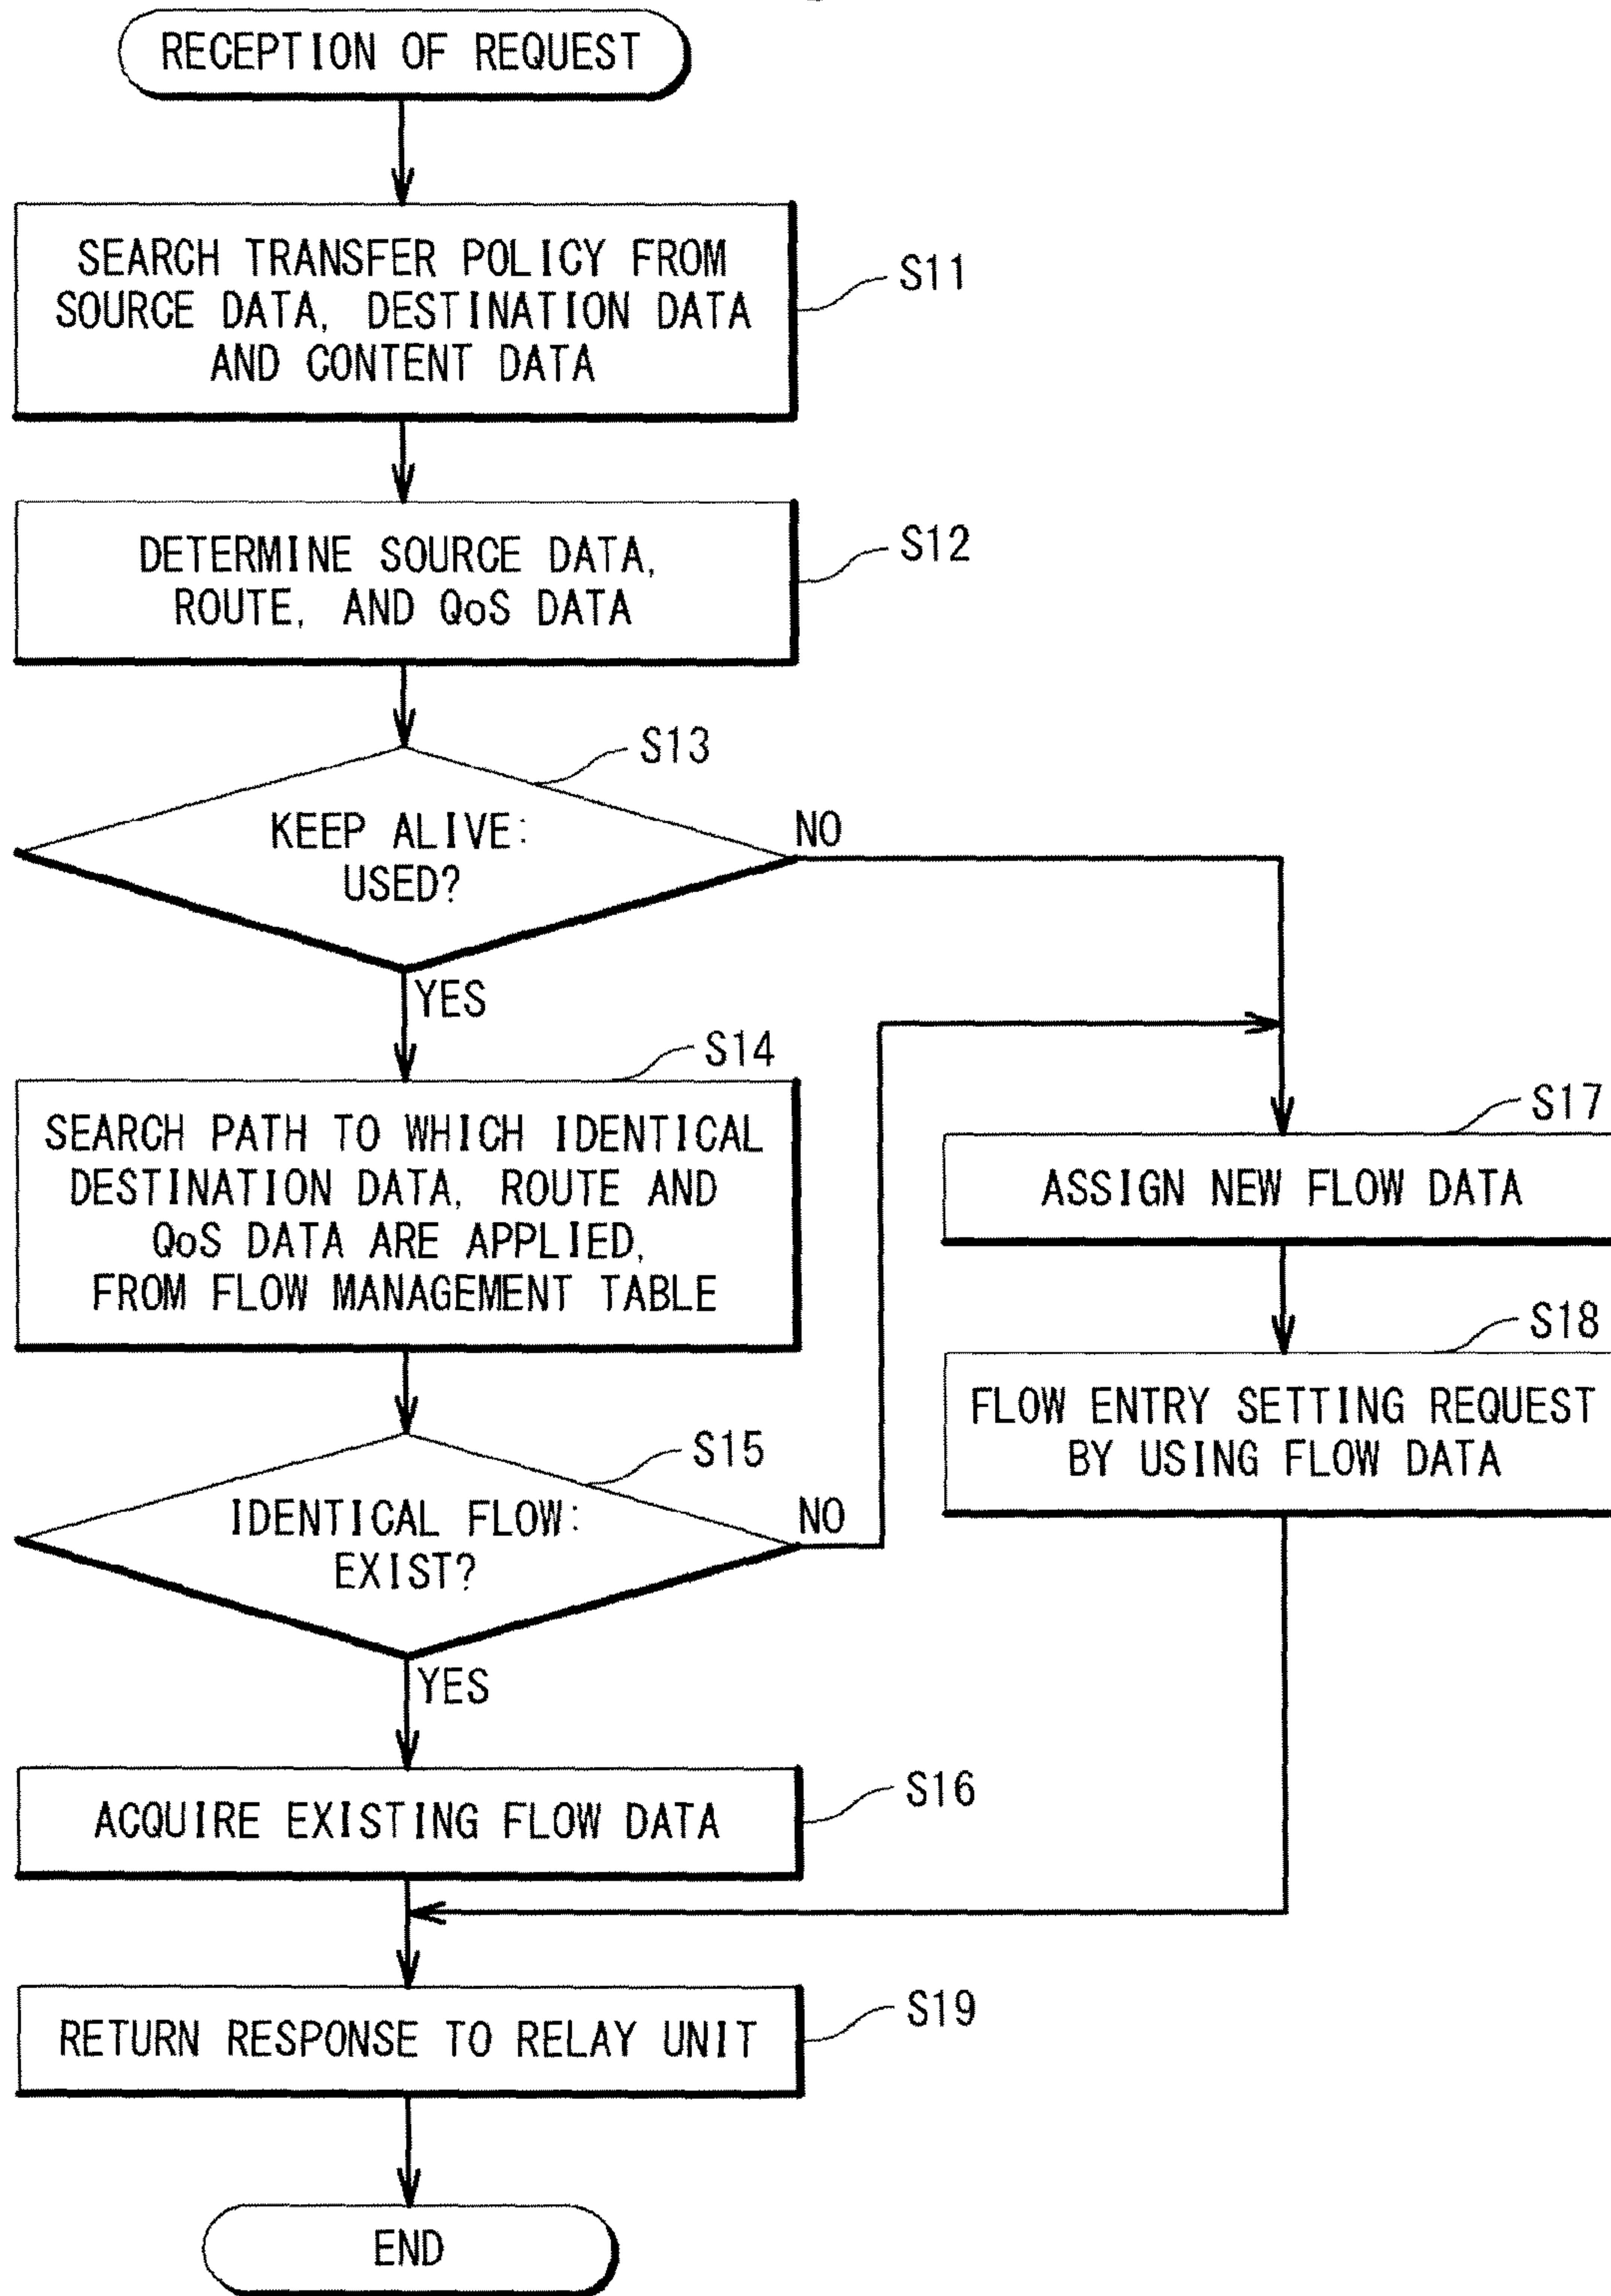 RECEPTION OF REQUEST
SEARCH TRANSFER POLICY FROM
SOURCE DATA, DESTINATION DATA
AND CONTENT DATA
S11
DETERMINE SOURCE DATA,
ROUTE, AND QoS DATA
S12
S13
KEEP ALIVE:
USED?
NO
YES
S14
SEARCH PATH TO WHICH IDENTICAL
DESTINATION DATA, ROUTE AND
QoS DATA ARE APPLIED,
FROM FLOW MANAGEMENT TABLE
S15
IDENTICAL FLOW:
EXIST?
NO
YES
S16
ACQUIRE EXISTING FLOW DATA
S17
ASSIGN NEW FLOW DATA
S18
FLOW ENTRY SETTING REQUEST
BY USING FLOW DATA
S19
RETURN RESPONSE TO RELAY UNIT
END